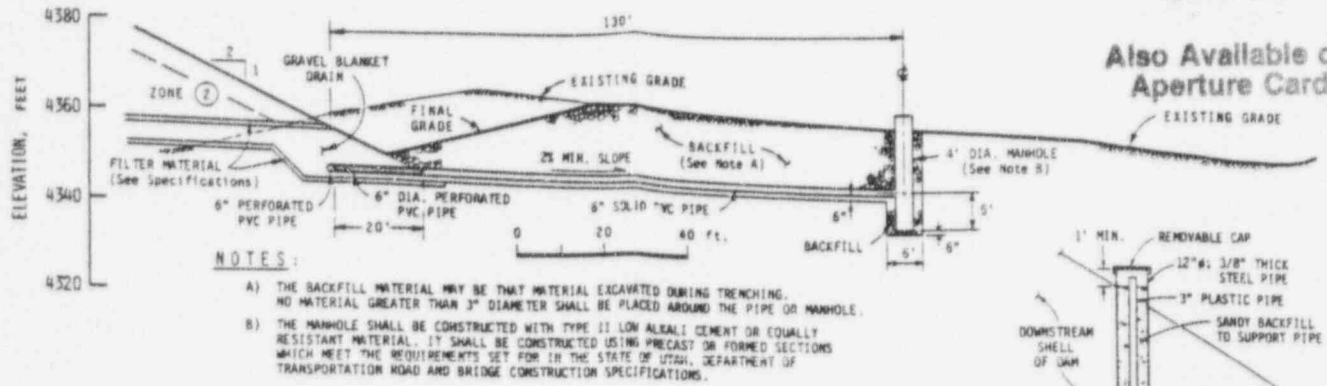 Also Available o
Aperture Card
4380
4360
4340
4320
ELEVATION, FEET
130'
2
1
GRAVEL BLANKET
DRAIN
ZONE 2
EXISTING GRADE
FINAL
GRADE
EXISTING GRADE
FILTER MATERIAL
(See Specifications)
2% MIN. SLOPE
BACKFILL
(See Note A)
4' DIA. MANHOLE
(See Note B)
6" PERFORATED
PVC PIPE
6" DIA. PERFORATED
PVC PIPE
6" SOLID PVC PIPE
6"
5'
20'
0 20 40 ft.
BACKFILL
6'
6"
NOTES:
A) THE BACKFILL MATERIAL MAY BE THAT MATERIAL EXCAVATED DURING TRENCHING.
NO MATERIAL GREATER THAN 3" DIAMETER SHALL BE PLACED AROUND THE PIPE OR MANHOLE.
B) THE MANHOLE SHALL BE CONSTRUCTED WITH TYPE II LOW ALKALI CEMENT OR EQUALLY
RESISTANT MATERIAL. IT SHALL BE CONSTRUCTED USING PRECAST OR FORMED SECTIONS
WHICH MEET THE REQUIREMENTS SET FOR IN THE STATE OF UTAH, DEPARTMENT OF
TRANSPORTATION ROAD AND BRIDGE CONSTRUCTION SPECIFICATIONS.
1' MIN.
REMOVABLE CAP
12"ø; 3/8" THICK
STEEL PIPE
3" PLASTIC PIPE
SANDY BACKFILL
TO SUPPORT PIPE
DOWNSTREAM
SHELL
OF DAM